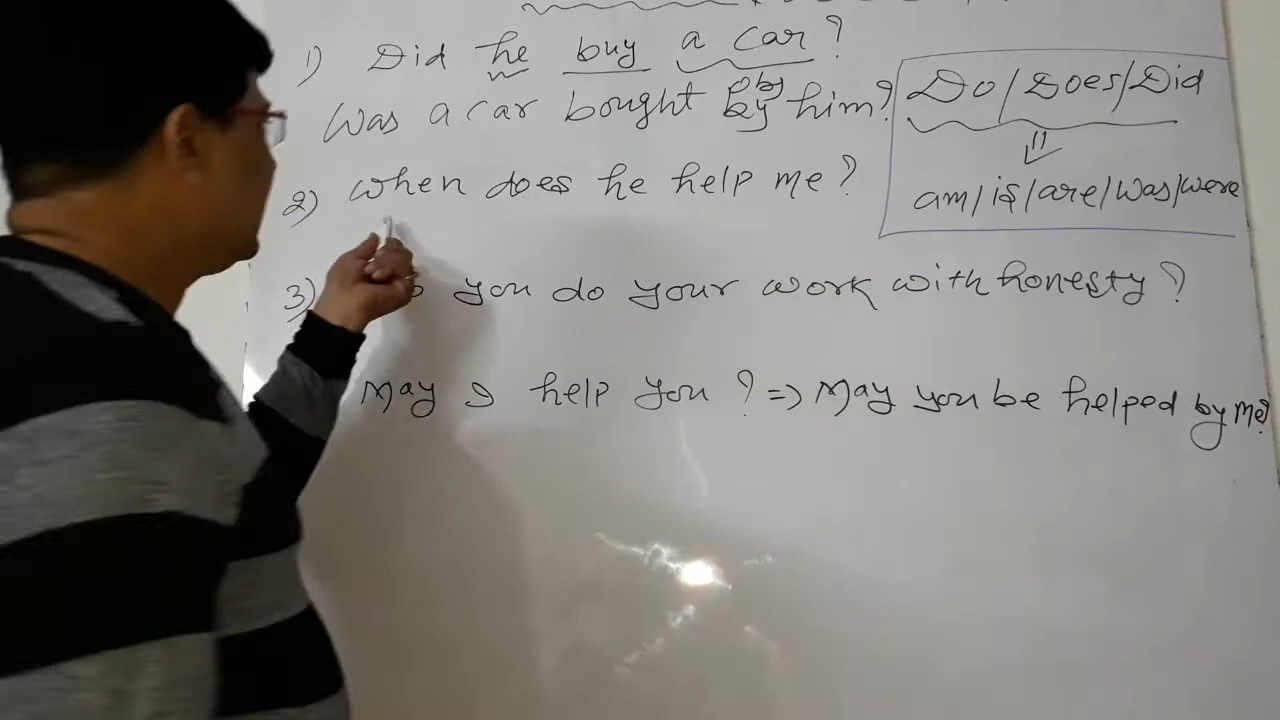 1) Did he buy a car?
obj
Was a car bought by him?
Do/Does/Did
am/is/are/was/were
2) When does he help me?
3) you do your work with honesty?
May I help you? => May you be helped by me?